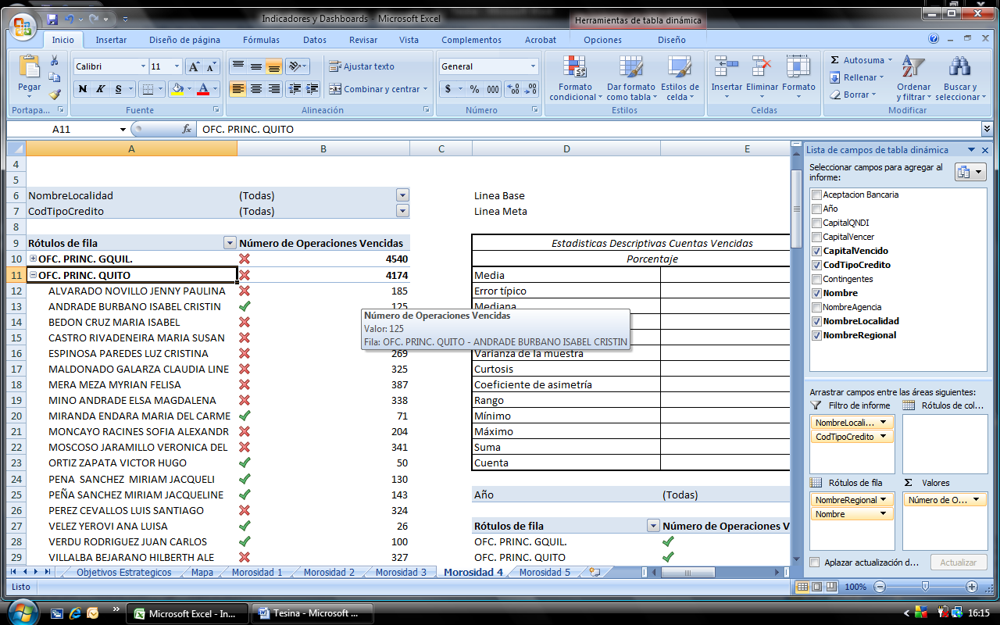 Indicadores y Dashboards - Microsoft Excel
Herramientas de tabla dinámica
Inicio Insertar Diseño de página Fórmulas Datos Revisar Vista Complementos Acrobat Opciones Diseño
Pegar
Portapa...
Calibri 11
N K S
Fuente
Ajustar texto
Combinar y centrar
Alineación
General
$ % 000
Número
Formato condicional
Dar formato como tabla
Estilos de celda
Estilos
Insertar Eliminar Formato
Celdas
Σ Autosuma
Rellenar
Borrar
Ordenar y filtrar
Buscar y seleccionar
Modificar
A11 fx OFC. PRINC. QUITO
A B C D E
4
5
6 NombreLocalidad (Todas) Linea Base
7 CodTipoCredito (Todas) Linea Meta
8
9 Rótulos de fila Número de Operaciones Vencidas Estadisticas Descriptivas Cuentas Vencidas
10 OFC. PRINC. GQUIL. 4540 Porcentaje
11 OFC. PRINC. QUITO 4174 Media
12 ALVARADO NOVILLO JENNY PAULINA 185 Error típico
13 ANDRADE BURBANO ISABEL CRISTIN 125 Mediana
14 BEDON CRUZ MARIA ISABEL
15 CASTRO RIVADENEIRA MARIA SUSAN
16 ESPINOSA PAREDES LUZ CRISTINA 269 Varianza de la muestra
17 MALDONADO GALARZA CLAUDIA LINE 325 Curtosis
18 MERA MEZA MYRIAN FELISA 387 Coeficiente de asimetría
19 MINO ANDRADE ELSA MAGDALENA 338 Rango
20 MIRANDA ENDARA MARIA DEL CARME 71 Mínimo
21 MONCAYO RACINES SOFIA ALEXANDR 204 Máximo
22 MOSCOSO JARAMILLO VERONICA DEL 341 Suma
23 ORTIZ ZAPATA VICTOR HUGO 50 Cuenta
24 PENA SANCHEZ MIRIAM JACQUELI 130
25 PEÑA SANCHEZ MIRIAM JACQUELINE 143 Año (Todas)
26 PEREZ CEVALLOS LUIS SANTIAGO 324
27 VELEZ YEROVI ANA LUISA 26 Rótulos de fila Número de Operaciones V
28 VERDU RODRIGUEZ JUAN CARLOS 100 OFC. PRINC. GQUIL.
29 VILLALBA BEJARANO HILBERTH ALE 327 OFC. PRINC. QUITO
Número de Operaciones Vencidas
Valor: 125
Fila: OFC. PRINC. QUITO - ANDRADE BURBANO ISABEL CRISTIN
Lista de campos de tabla dinámica
Seleccionar campos para agregar al informe:
Aceptacion Bancaria
Año
CapitalQNDI
CapitalVencer
CapitalVencido
CodTipoCredito
Contingentes
Nombre
NombreAgencia
NombreLocalidad
NombreRegional
Arrastrar campos entre las áreas siguientes:
Filtro de informe Rótulos de col...
NombreLocali...
CodTipoCredito
Rótulos de fila Σ Valores
NombreRegional Número de O...
Nombre
Aplazar actualización d... Actualizar
Objetivos Estrategicos Mapa Morosidad 1 Morosidad 2 Morosidad 3 Morosidad 4 Morosidad 5
Listo 100%
Microsoft Excel - In... Tesina - Microsoft ... 16:15